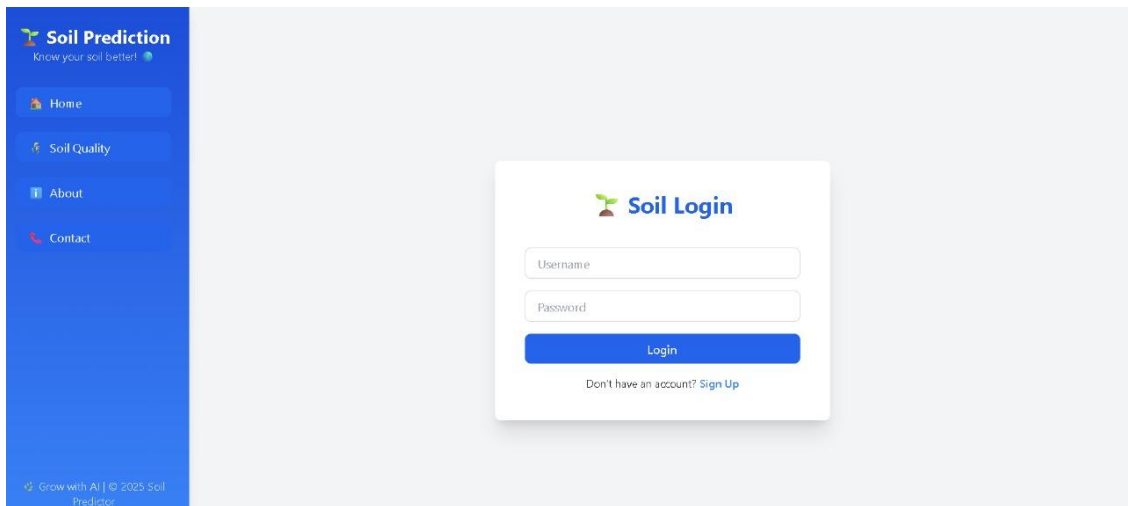 Soil Prediction
Know your soil better!
Home
Soil Quality
About
Contact
Grow with AI | © 2025 Soil
Predictor
Soil Login
Username
Password
Login
Don't have an account? Sign Up